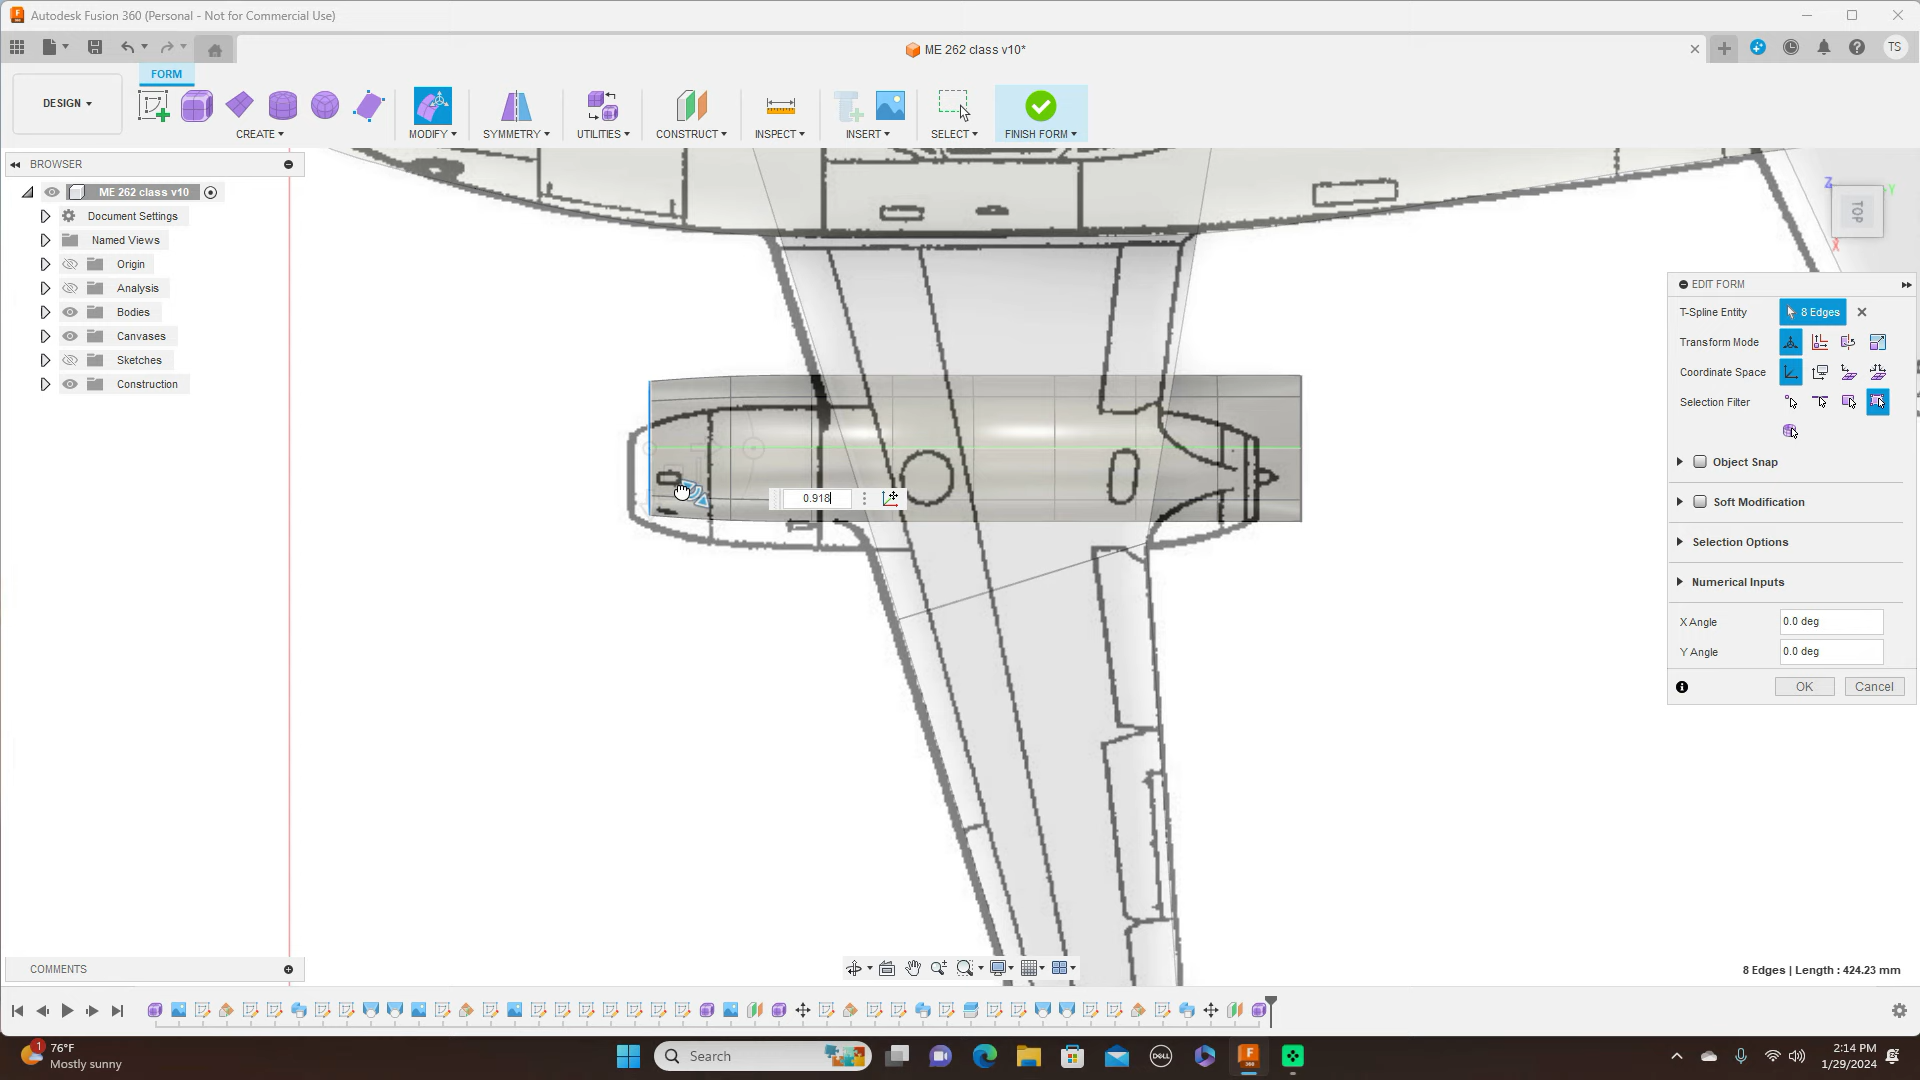 Autodesk Fusion 360 (Personal - Not for Commercial Use)
ME 262 class v10*
TS
FORM
DESIGN
CREATE
MODIFY
SYMMETRY
UTILITIES
CONSTRUCT
INSPECT
INSERT
SELECT
FINISH FORM
BROWSER
ME 262 class v10
Document Settings
Named Views
Origin
Analysis
Bodies
Canvases
Sketches
Construction
Z
Y
TOP
X
EDIT FORM
T-Spline Entity
8 Edges
Transform Mode
Coordinate Space
Selection Filter
Object Snap
Soft Modification
Selection Options
Numerical Inputs
X Angle
0.0 deg
Y Angle
0.0 deg
OK
Cancel
0.918
COMMENTS
8 Edges | Length : 424.23 mm
1
76°F
Mostly sunny
Search
DELL
F
360
2:14 PM
1/29/2024